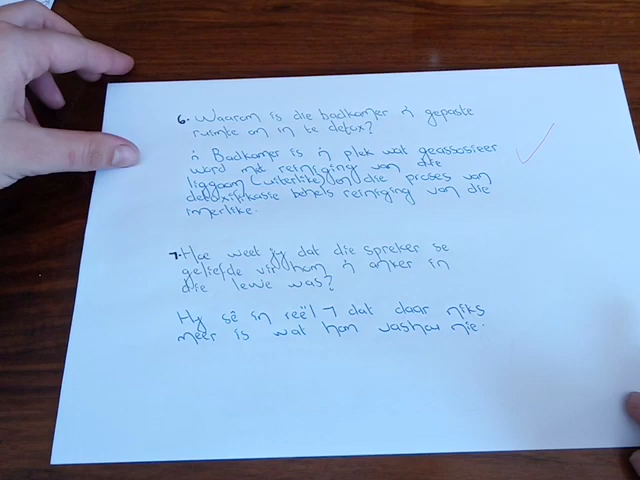 6. Waarom is die badkamer 'n gepaste
ruimte om in te detox?
'n Badkamer is 'n plek wat geassosieer
word met reiniging van die
liggaam (uiterlike) en die proses van
detoxifikasie behels reiniging van die
innerlike.
7. Hoe weet jy dat die spreker se
geliefde vir hom 'n anker in
die lewe was?
Hy sê in reël 7 dat daar niks
meer is wat hom vashou nie.